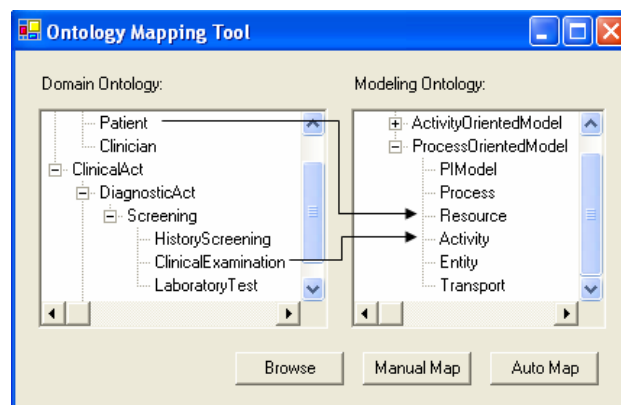 Ontology Mapping Tool
Domain Ontology:
Patient
Clinician
ClinicalAct
DiagnosticAct
Screening
HistoryScreening
ClinicalExamination
LaboratoryTest
Modeling Ontology:
ActivityOrientedModel
ProcessOrientedModel
PIModel
Process
Resource
Activity
Entity
Transport
Browse
Manual Map
Auto Map